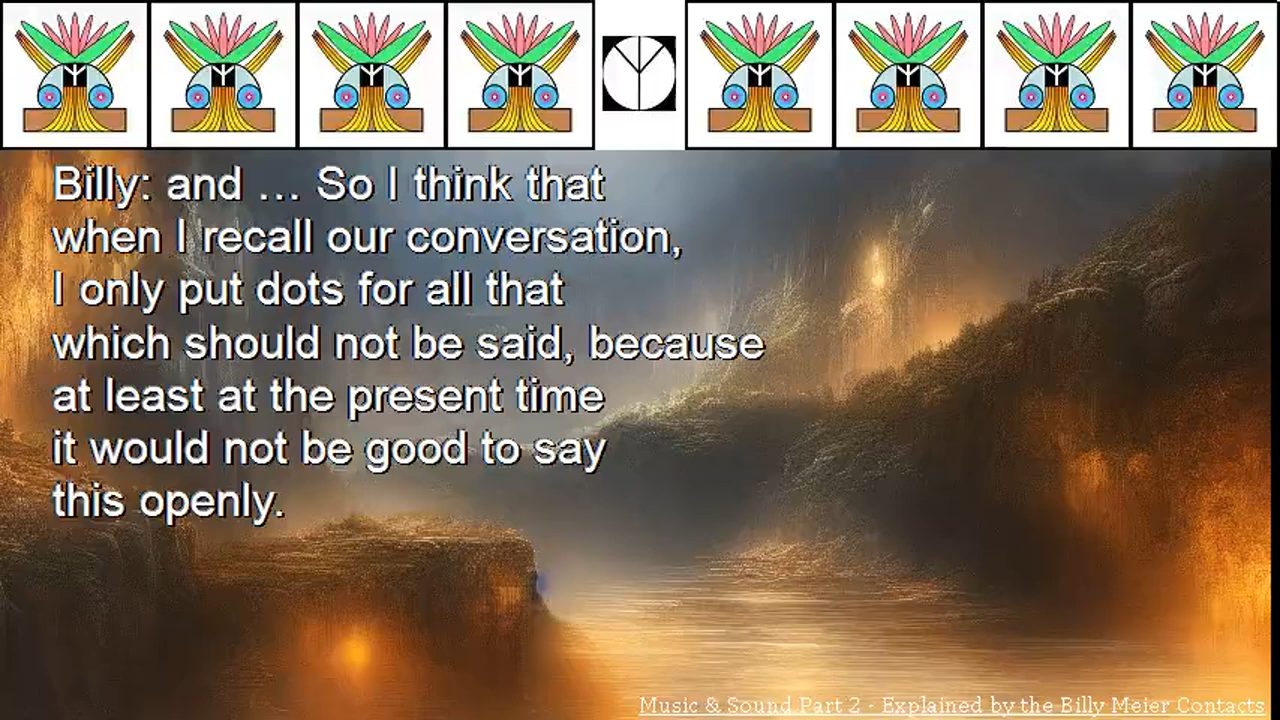 Billy: and … So I think that
when I recall our conversation,
I only put dots for all that
which should not be said, because
at least at the present time
it would not be good to say
this openly.
Music & Sound Part 2 - Explained by the Billy Meier Contacts